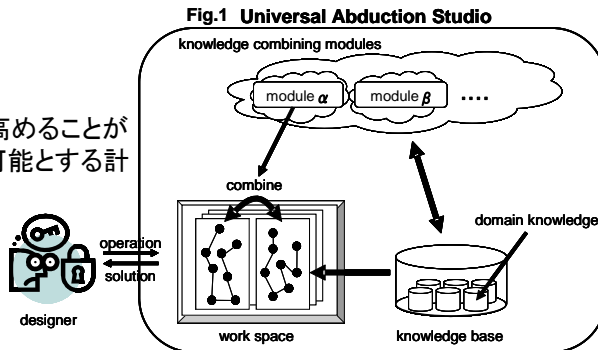 Fig.1 Universal Abduction Studio
knowledge combining modules
module α
module β
....
高めることが
可能とする計
combine
domain knowledge
operation
solution
designer
work space
knowledge base